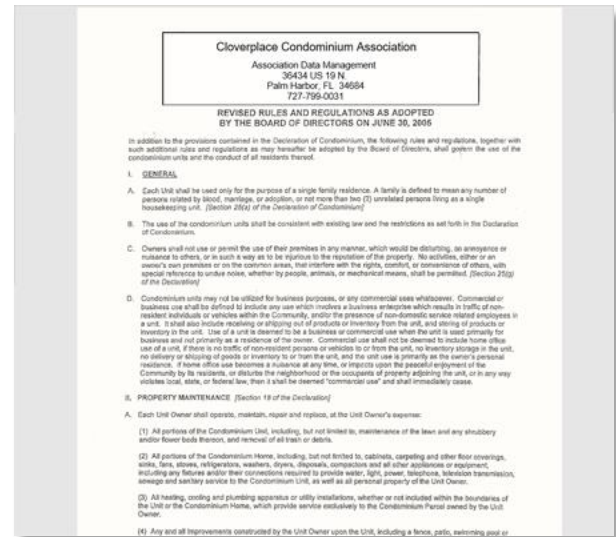 Cloverplace Condominium Association
Association Data Management
36434 US 19 N
Palm Harbor, FL 34684
727-799-0031
REVISED RULES AND REGULATIONS AS ADOPTED
BY THE BOARD OF DIRECTORS ON JUNE 30, 2005
In addition to the provisions contained in the Declaration of Condominium, the following rules and regulations, together with
such additional rules and regulations as may hereafter be adopted by the Board of Directors, shall govern the use of the
condominium units and the conduct of all residents thereof.
I. GENERAL
A. Each Unit shall be used only for the purpose of a single family residence. A family is defined to mean any number of
persons related by blood, marriage, or adoption, or not more than two (2) unrelated persons living as a single
housekeeping unit. [Section 25(a) of the Declaration of Condominium]
B. The use of the condominium units shall be consistent with existing law and the restrictions as set forth in the Declaration
of Condominium.
C. Owners shall not use or permit the use of their premises in any manner, which would be disturbing, an annoyance or
nuisance to others, or in such a way as to be injurious to the reputation of the property. No activities, either or an
owner's own premises or on the common areas, that interfere with the rights, comfort, or convenience of others, with
special reference to undue noise, whether by people, animals, or mechanical means, shall be permitted. [Section 25(g)
of the Declaration]
D. Condominium units may not be utilized for business purposes, or any commercial uses whatsoever. Commercial or
business use shall be defined to include any use which involves a business enterprise which results in traffic of non-
resident individuals or vehicles within the Community, and/or the presence of non-domestic service related employees in
a unit. It shall also include receiving or shipping out of products or inventory from the unit, and storing of products or
inventory in the unit. Use of a unit is deemed to be a business or commercial use when the unit is used primarily for
business and not primarily as a residence of the owner. Commercial use shall not be deemed to include home office
use of a unit, if there is no traffic of non-resident persons or vehicles to or from the unit, no inventory storage in the unit,
no delivery or shipping of goods or inventory to or from the unit, and the unit use is primarily as the owner's personal
residence. If home office use becomes a nuisance at any time, or impacts upon the peaceful enjoyment of the
Community by its residents, or disturbs the neighborhood or the occupants of property adjoining the unit, or in any way
violates local, state, or federal law, then it shall be deemed "commercial use" and shall immediately cease.
II. PROPERTY MAINTENANCE [Section 18 of the Declaration]
A. Each Unit Owner shall operate, maintain, repair and replace, at the Unit Owner's expense:
(1) All portions of the Condominium Unit, including, but not limited to, maintenance of the lawn and any shrubbery
and/or flower beds thereon, and removal of all trash or debris.
(2) All portions of the Condominium Home, including, but not limited to, cabinets, carpeting and other floor coverings,
sinks, fans, stoves, refrigerators, washers, dryers, disposals, compactors and all other appliances or equipment,
including any fixtures and/or their connections required to provide water, light, power, telephone, television transmission,
sewage and sanitary service to the Condominium Unit, as well as all personal property of the Unit Owner.
(3) All heating, cooling and plumbing apparatus or utility installations, whether or not included within the boundaries of
the Unit or the Condominium Home, which provide service exclusively to the Condominium Parcel owned by the Unit
Owner.
(4) Any and all improvements constructed by the Unit Owner upon the Unit, including a fence, patio, swimming pool or